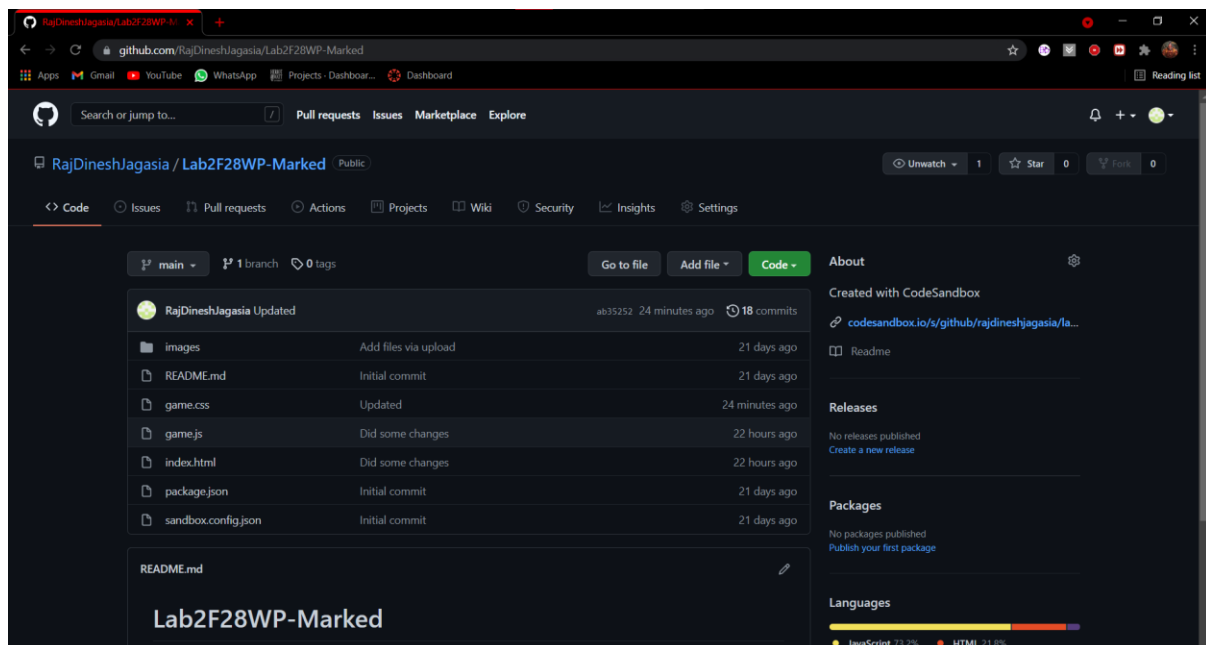 RajDineshJagasia/Lab2F28WP-M
github.com/RajDineshJagasia/Lab2F28WP-Marked
Apps Gmail YouTube WhatsApp Projects - Dashboar... Dashboard Reading list
Search or jump to... / Pull requests Issues Marketplace Explore
RajDineshJagasia / Lab2F28WP-Marked Public Unwatch 1 Star 0 Fork 0
Code Issues Pull requests Actions Projects Wiki Security Insights Settings
main 1 branch 0 tags Go to file Add file Code
RajDineshJagasia Updated ab35252 24 minutes ago 18 commits
images Add files via upload 21 days ago
README.md Initial commit 21 days ago
game.css Updated 24 minutes ago
game.js Did some changes 22 hours ago
index.html Did some changes 22 hours ago
package.json Initial commit 21 days ago
sandbox.config.json Initial commit 21 days ago
README.md
Lab2F28WP-Marked
About
Created with CodeSandbox
codesandbox.io/s/github/rajdineshjagasia/la...
Readme
Releases
No releases published
Create a new release
Packages
No packages published
Publish your first package
Languages
JavaScript 73.2% HTML 21.8%